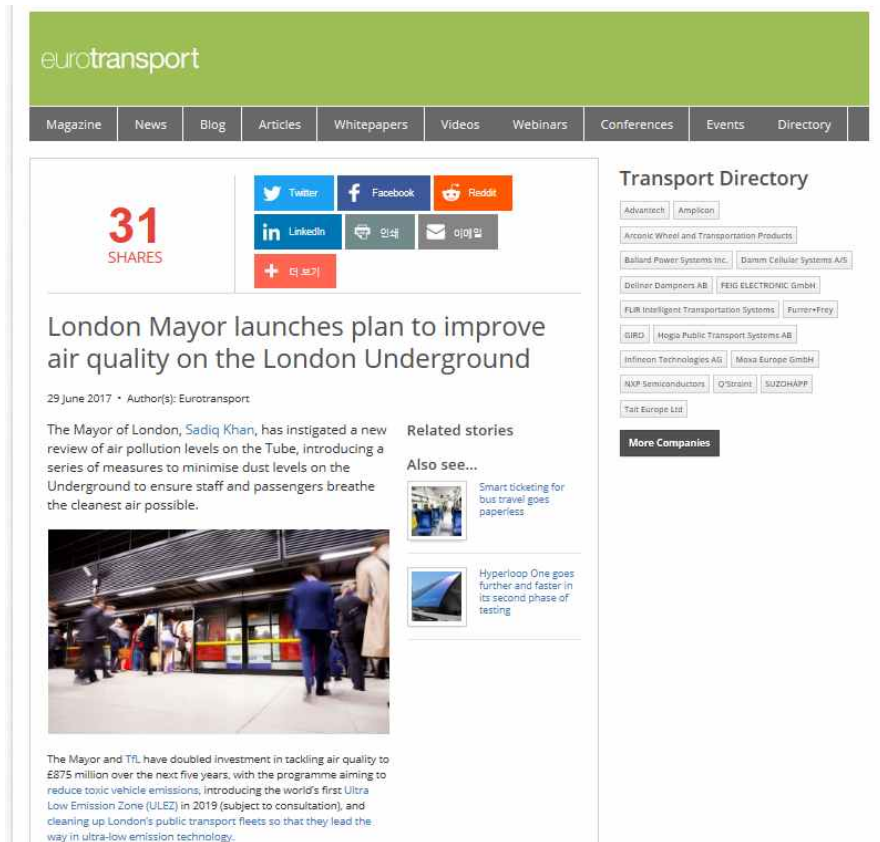 eurotransport
Magazine News Blog Articles Whitepapers Videos Webinars Conferences Events Directory
31
SHARES
Twitter Facebook Reddit
LinkedIn 인쇄 이메일
더 보기
London Mayor launches plan to improve
air quality on the London Underground
29 June 2017 • Author(s): Eurotransport
The Mayor of London, Sadiq Khan, has instigated a new
review of air pollution levels on the Tube, introducing a
series of measures to minimise dust levels on the
Underground to ensure staff and passengers breathe
the cleanest air possible.
The Mayor and TfL have doubled investment in tackling air quality to
£875 million over the next five years, with the programme aiming to
reduce toxic vehicle emissions, introducing the world's first Ultra
Low Emission Zone (ULEZ) in 2019 (subject to consultation), and
cleaning up London's public transport fleets so that they lead the
way in ultra-low emission technology.
Related stories
Also see...
Smart ticketing for
bus travel goes
paperless
Hyperloop One goes
further and faster in
its second phase of
testing
Transport Directory
Advantech Amplicon
Arconic Wheel and Transportation Products
Ballard Power Systems Inc. Damm Cellular Systems A/S
Dellner Dampners AB FEIG ELECTRONIC GmbH
FLIR Intelligent Transportation Systems Furrer+Frey
GIRO Hogia Public Transport Systems AB
Infineon Technologies AG Moxa Europe GmbH
NXP Semiconductors Q'Straint SUZOHAPP
Tait Europe Ltd
More Companies